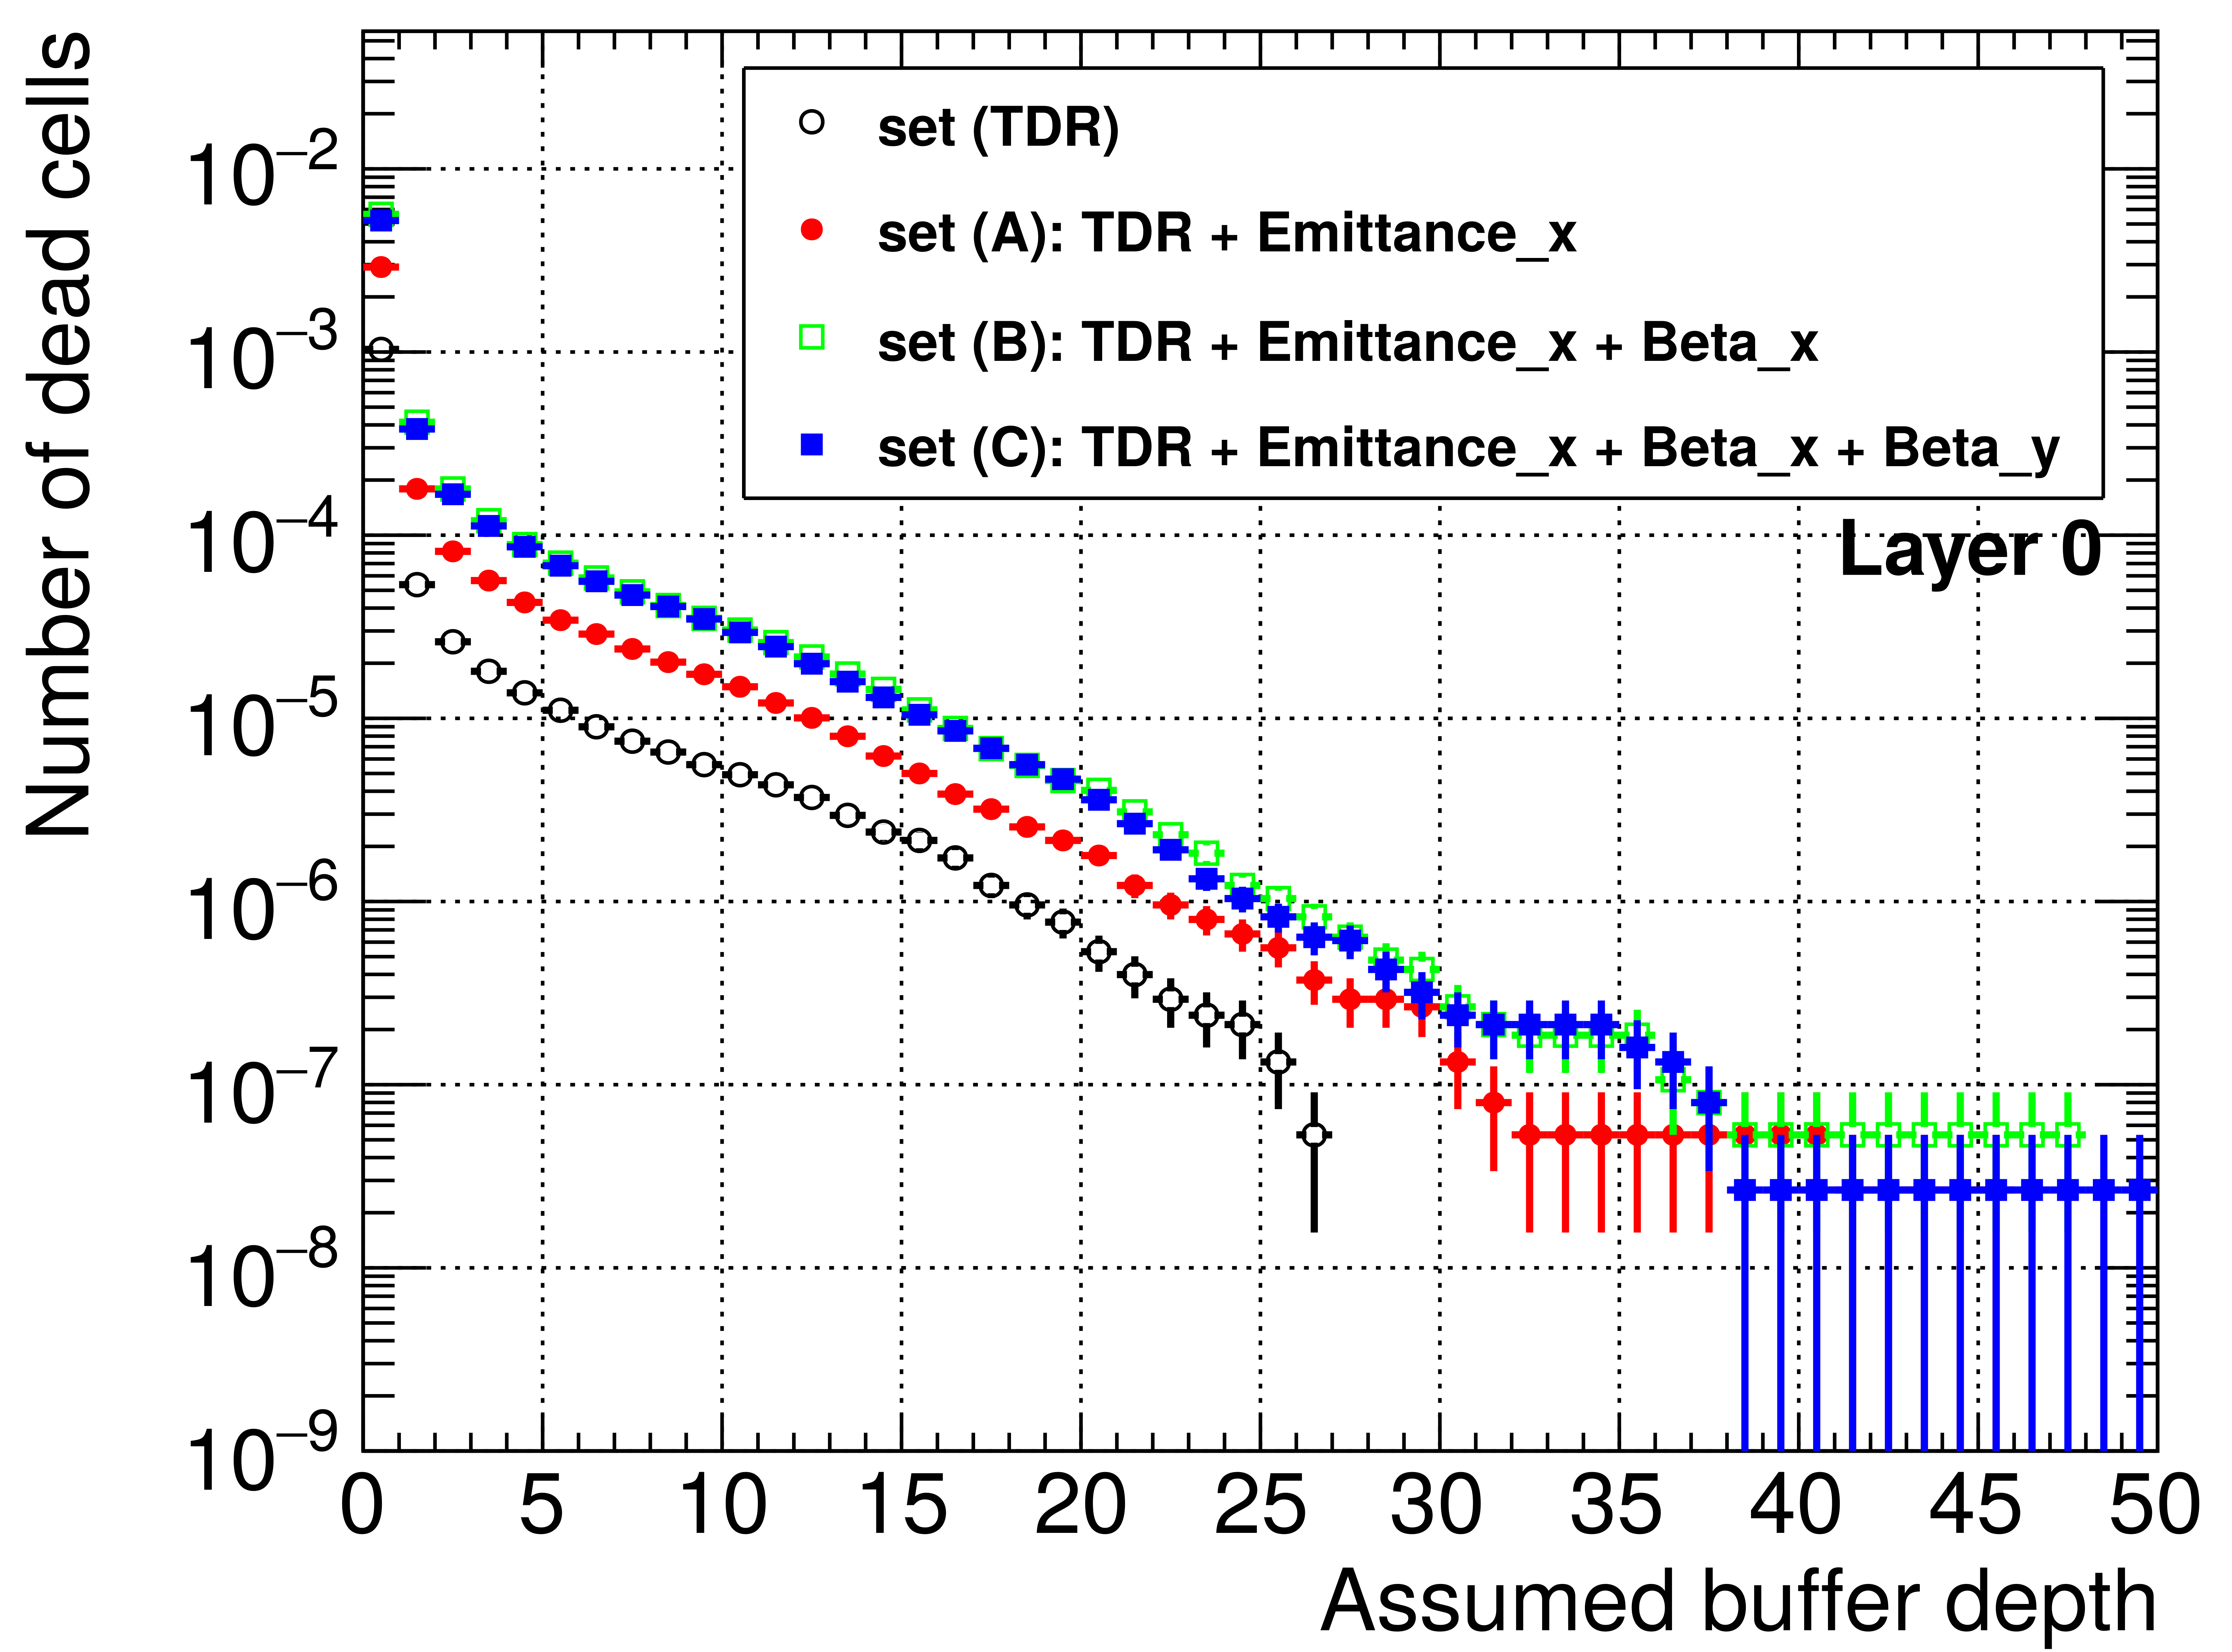 Number of dead cells
10−2
10−3
10−4
10−5
10−6
10−7
10−8
10−9
set (TDR)
set (A): TDR + Emittance_x
set (B): TDR + Emittance_x + Beta_x
set (C): TDR + Emittance_x + Beta_x + Beta_y
Layer 0
0 5 10 15 20 25 30 35 40 45 50
Assumed buffer depth